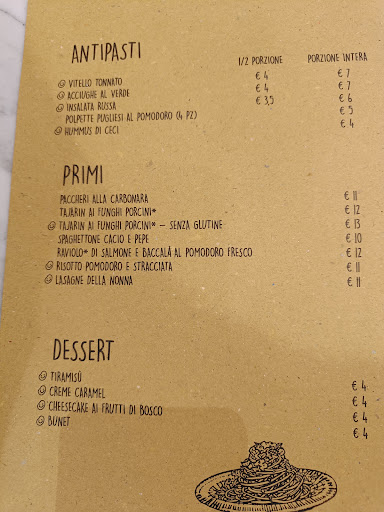 ANTIPASTI 1/2 PORZIONE PORZIONE INTERA
VITELLO TONNATO € 4 € 7
ACCIUGHE AL VERDE € 4 € 7
INSALATA RUSSA € 3,5 € 6
POLPETTE PUGLIESI AL POMODORO (4 PZ) € 5
HUMMUS DI CECI € 4
PRIMI
PACCHERI ALLA CARBONARA € 11
TAJARIN AI FUNGHI PORCINI* € 12
TAJARIN AI FUNGHI PORCINI* - SENZA GLUTINE € 13
SPAGHETTONE CACIO E PEPE € 10
RAVIOLO* DI SALMONE E BACCALÀ AL POMODORO FRESCO € 12
RISOTTO POMODORO E STRACCIATA € 11
LASAGNE DELLA NONNA € 11
DESSERT
TIRAMISÙ € 4
CREME CARAMEL € 4
CHEESECAKE AI FRUTTI DI BOSCO € 4
BUNET € 4